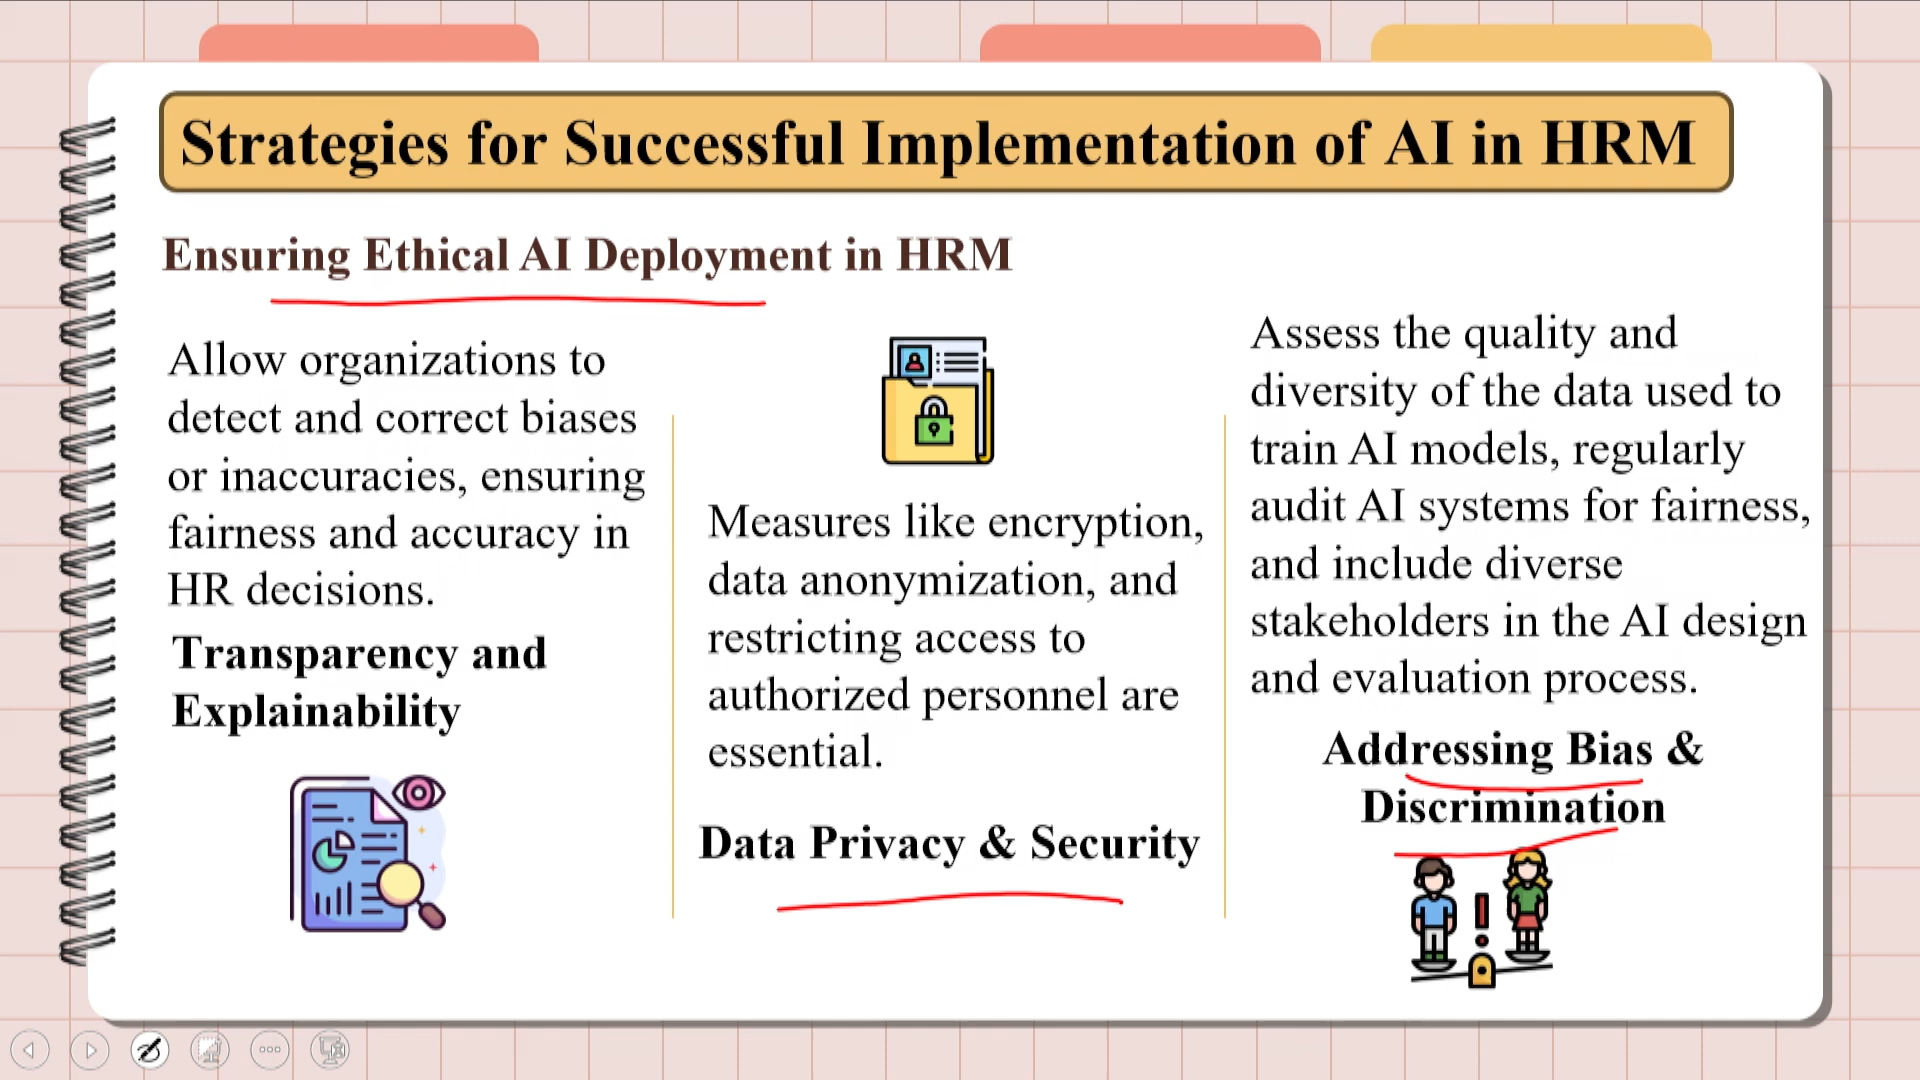 Strategies for Successful Implementation of AI in HRM
Ensuring Ethical AI Deployment in HRM
Allow organizations to
detect and correct biases
or inaccuracies, ensuring
fairness and accuracy in
HR decisions.
Transparency and
Explainability
Measures like encryption,
data anonymization, and
restricting access to
authorized personnel are
essential.
Data Privacy & Security
Assess the quality and
diversity of the data used to
train AI models, regularly
audit AI systems for fairness,
and include diverse
stakeholders in the AI design
and evaluation process.
Addressing Bias &
Discrimination